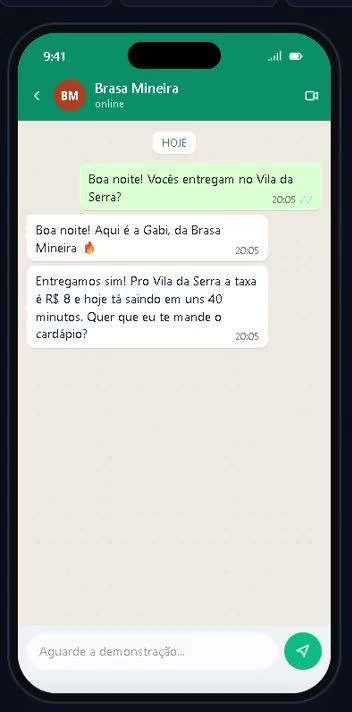 9:41
BM
Brasa Mineira
online
HOJE
Boa noite! Vocês entregam no Vila da
Serra?
20:05
Boa noite! Aqui é a Gabi, da Brasa
Mineira 🔥
20:05
Entregamos sim! Pro Vila da Serra a taxa
é R$ 8 e hoje tá saindo em uns 40
minutos. Quer que eu te mande o
cardápio?
20:05
Aguarde a demonstração...